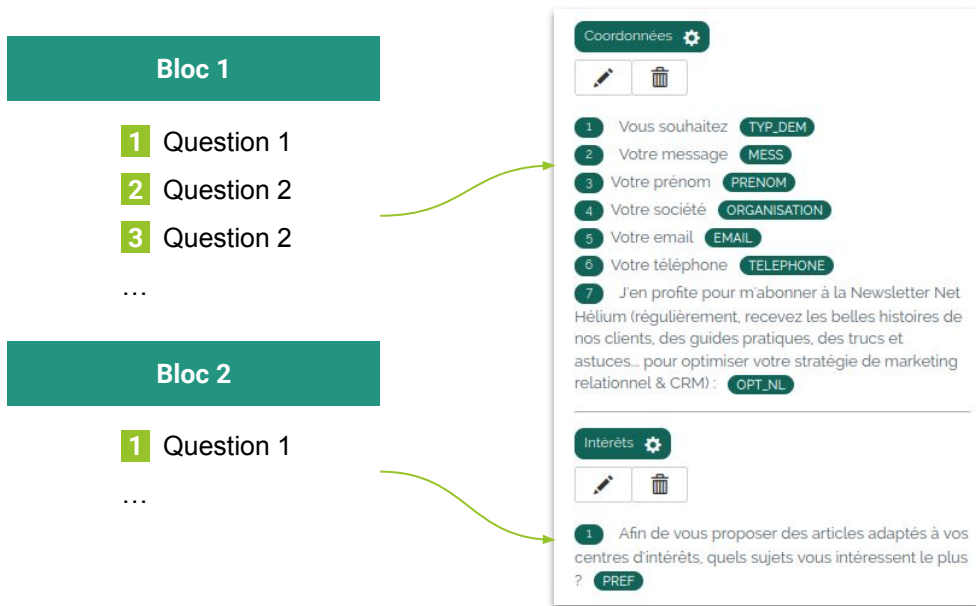 Bloc 1
1 Question 1
2 Question 2
3 Question 2
…
Bloc 2
1 Question 1
…
Coordonnées
1 Vous souhaitez TYP_DEM
2 Votre message MESS
3 Votre prénom PRENOM
4 Votre société ORGANISATION
5 Votre email EMAIL
6 Votre téléphone TELEPHONE
7 J'en profite pour m'abonner à la Newsletter Net
Hélium (régulièrement, recevez les belles histoires de
nos clients, des guides pratiques, des trucs et
astuces... pour optimiser votre stratégie de marketing
relationnel & CRM) : OPT_NL
Intérêts
1 Afin de vous proposer des articles adaptés à vos
centres d'intérêts, quels sujets vous intéressent le plus
? PREF